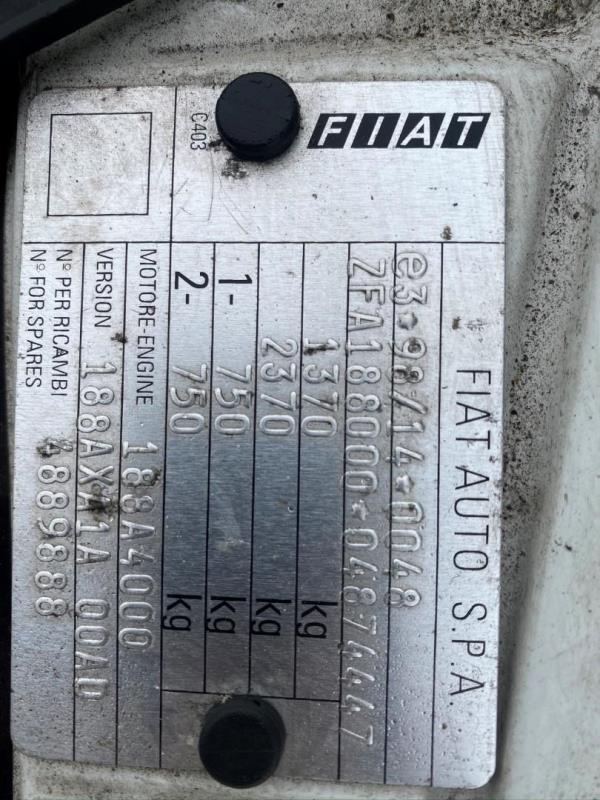 FIAT
C403
FIAT AUTO S.P.A.
e3*98/14*0048
ZFA188000*04874447
1370 kg
2370 kg
1- 750 kg
2- 750 kg
MOTORE-ENGINE 188A4000
VERSION 188AXA1A 00AD
Nº PER RICAMBI
Nº FOR SPARES 4889888